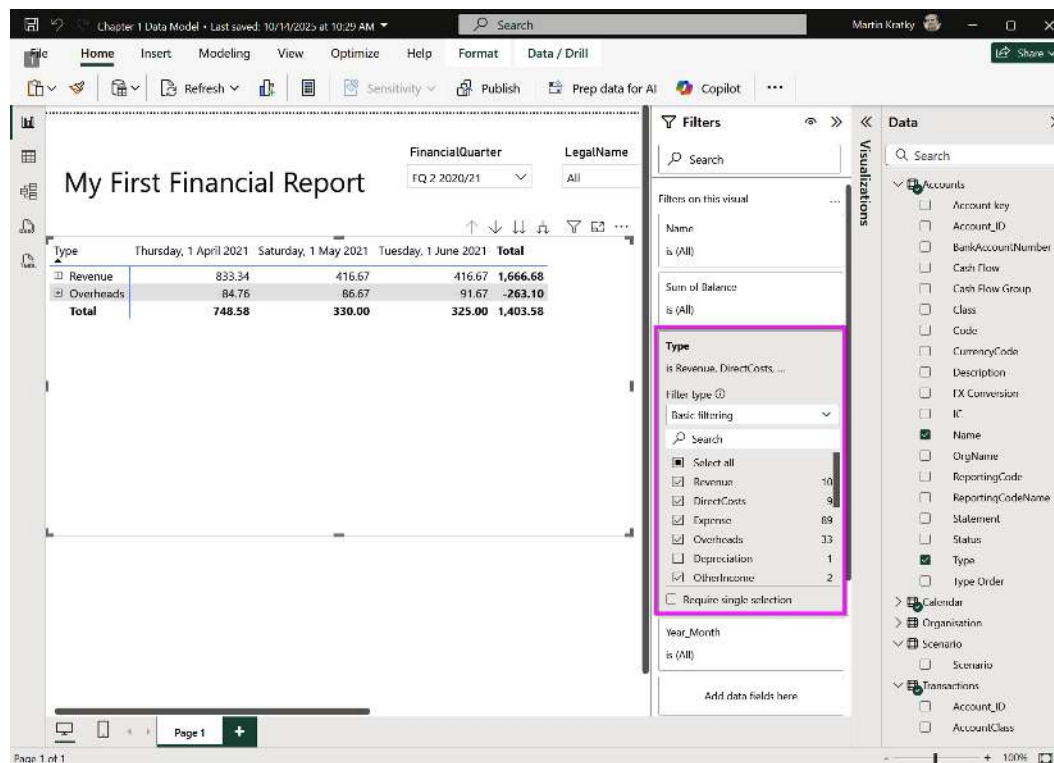 Chapter 1 Data Model • Last saved: 10/14/2025 at 10:29 AM
Search
Martin Kratky
File Home Insert Modeling View Optimize Help Format Data / Drill
Share
Refresh Sensitivity Publish Prep data for AI Copilot
My First Financial Report
FinancialQuarter
FQ 2 2020/21
LegalName
All
Type Thursday, 1 April 2021 Saturday, 1 May 2021 Tuesday, 1 June 2021 Total
Revenue 833.34 416.67 416.67 1,666.68
Overheads 84.76 86.67 91.67 -263.10
Total 748.58 330.00 325.00 1,403.58
Filters
Search
Filters on this visual
Name
is (All)
Sum of Balance
is (All)
Type
is Revenue, DirectCosts, ...
Filter type
Basic filtering
Search
Select all
Revenue 10
DirectCosts 9
Expense 89
Overheads 33
Depreciation 1
OtherIncome 2
Require single selection
Year_Month
is (All)
Add data fields here
Visualizations
Data
Search
Accounts
Account key
Account_ID
BankAccountNumber
Cash Flow
Cash Flow Group
Class
Code
CurrencyCode
Description
FX Conversion
IC
Name
OrgName
ReportingCode
ReportingCodeName
Statement
Status
Type
Type Order
Calendar
Organisation
Scenario
Scenario
Transactions
Account_ID
AccountClass
Page 1
Page 1 of 1
100%